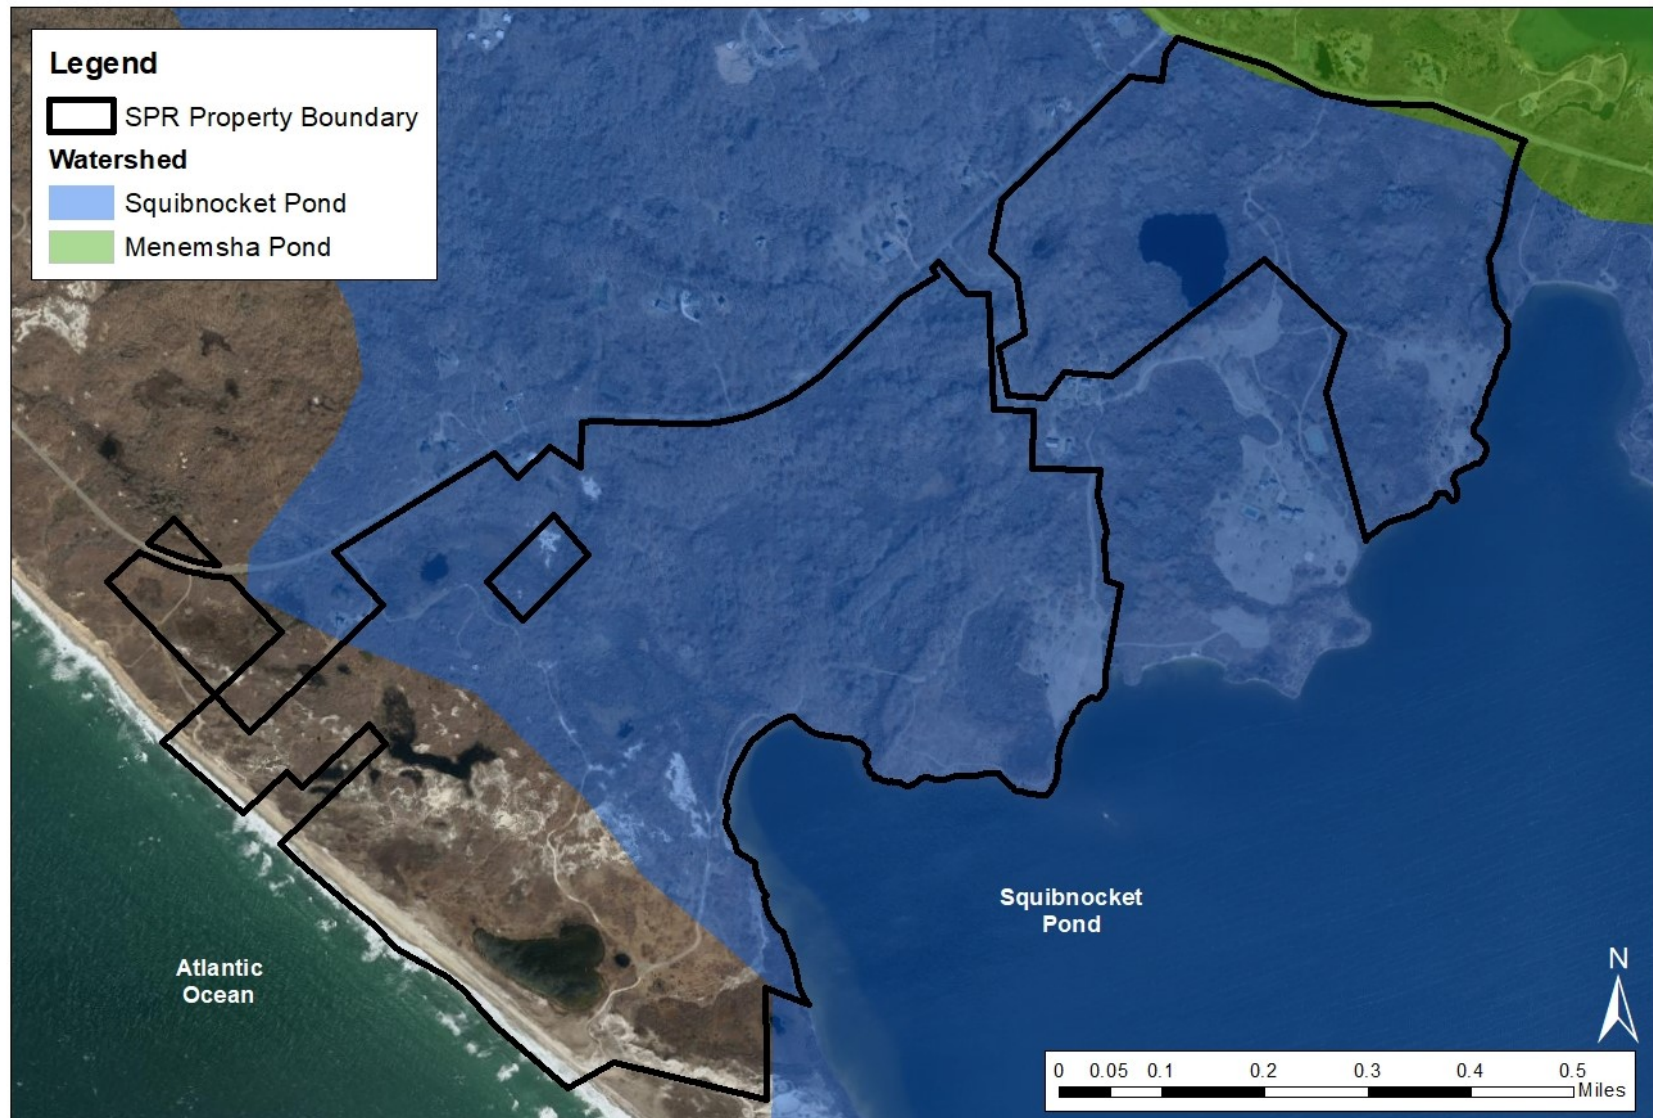 Legend
SPR Property Boundary
Watershed
Squibnocket Pond
Menemsha Pond
Squibnocket
Pond
Atlantic
Ocean
N
0 0.05 0.1 0.2 0.3 0.4 0.5
Miles